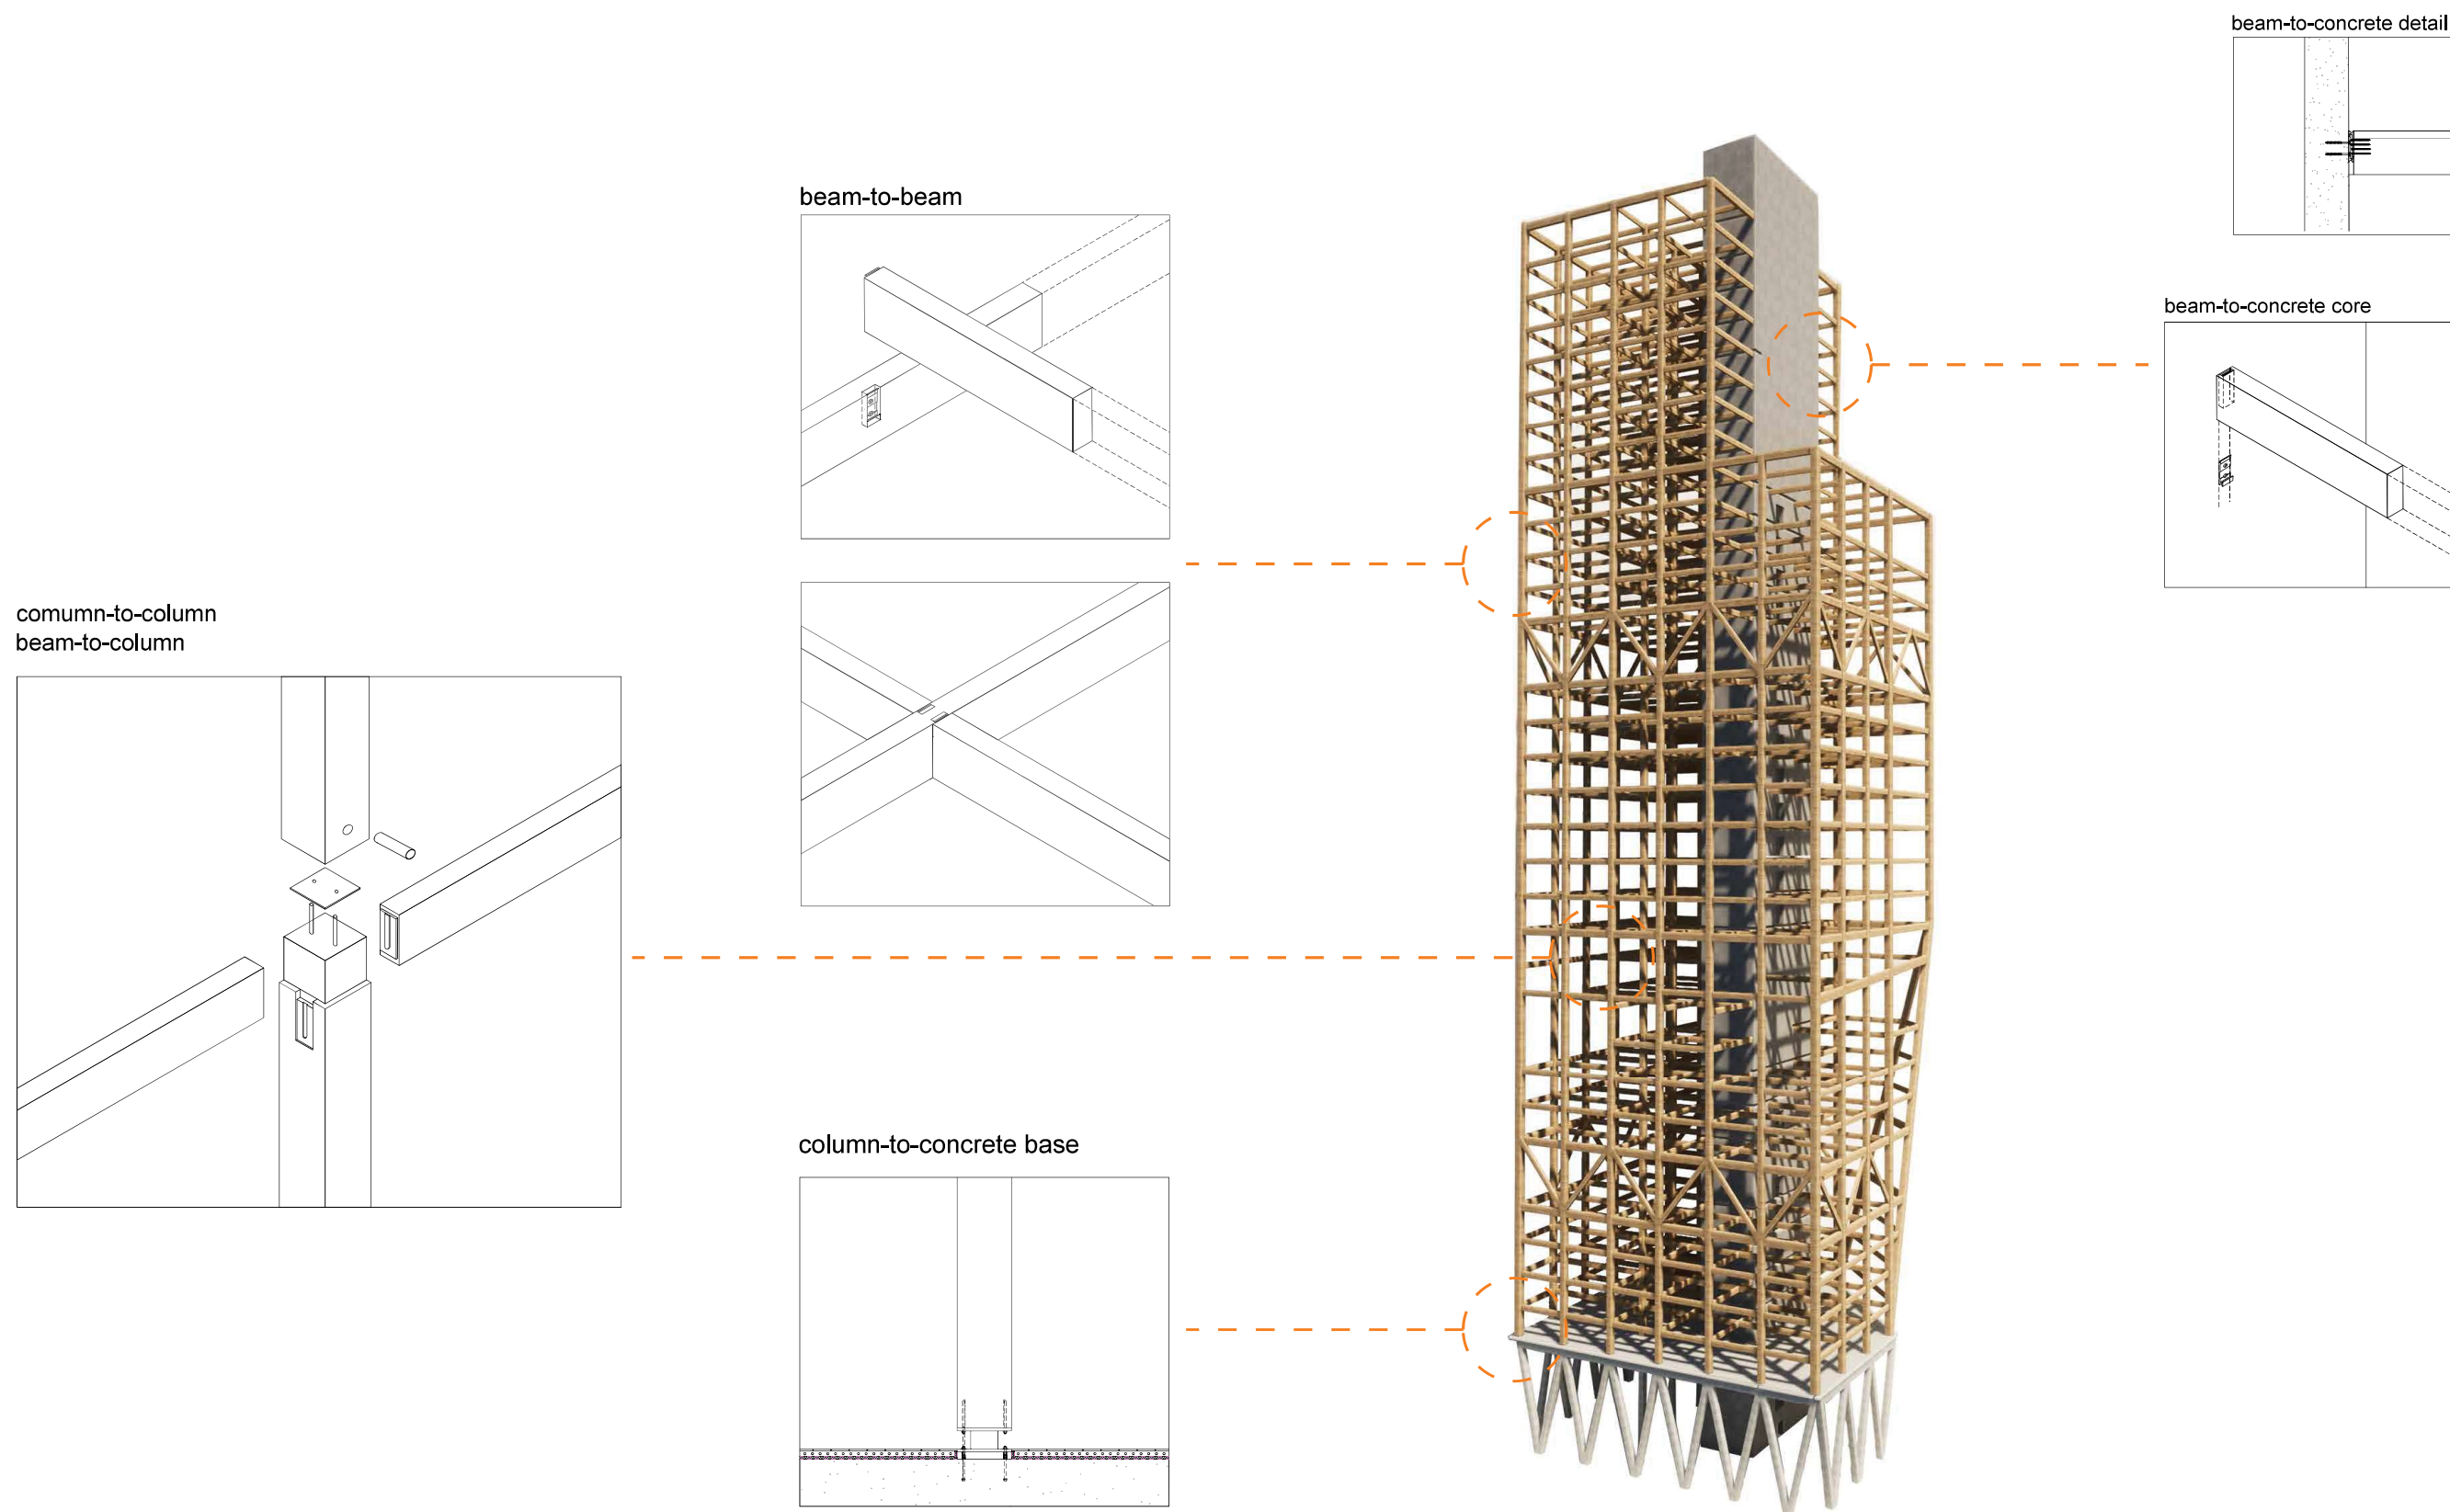 beam-to-concrete detail
beam-to-beam
beam-to-concrete core
comumn-to-column
beam-to-column
column-to-concrete base